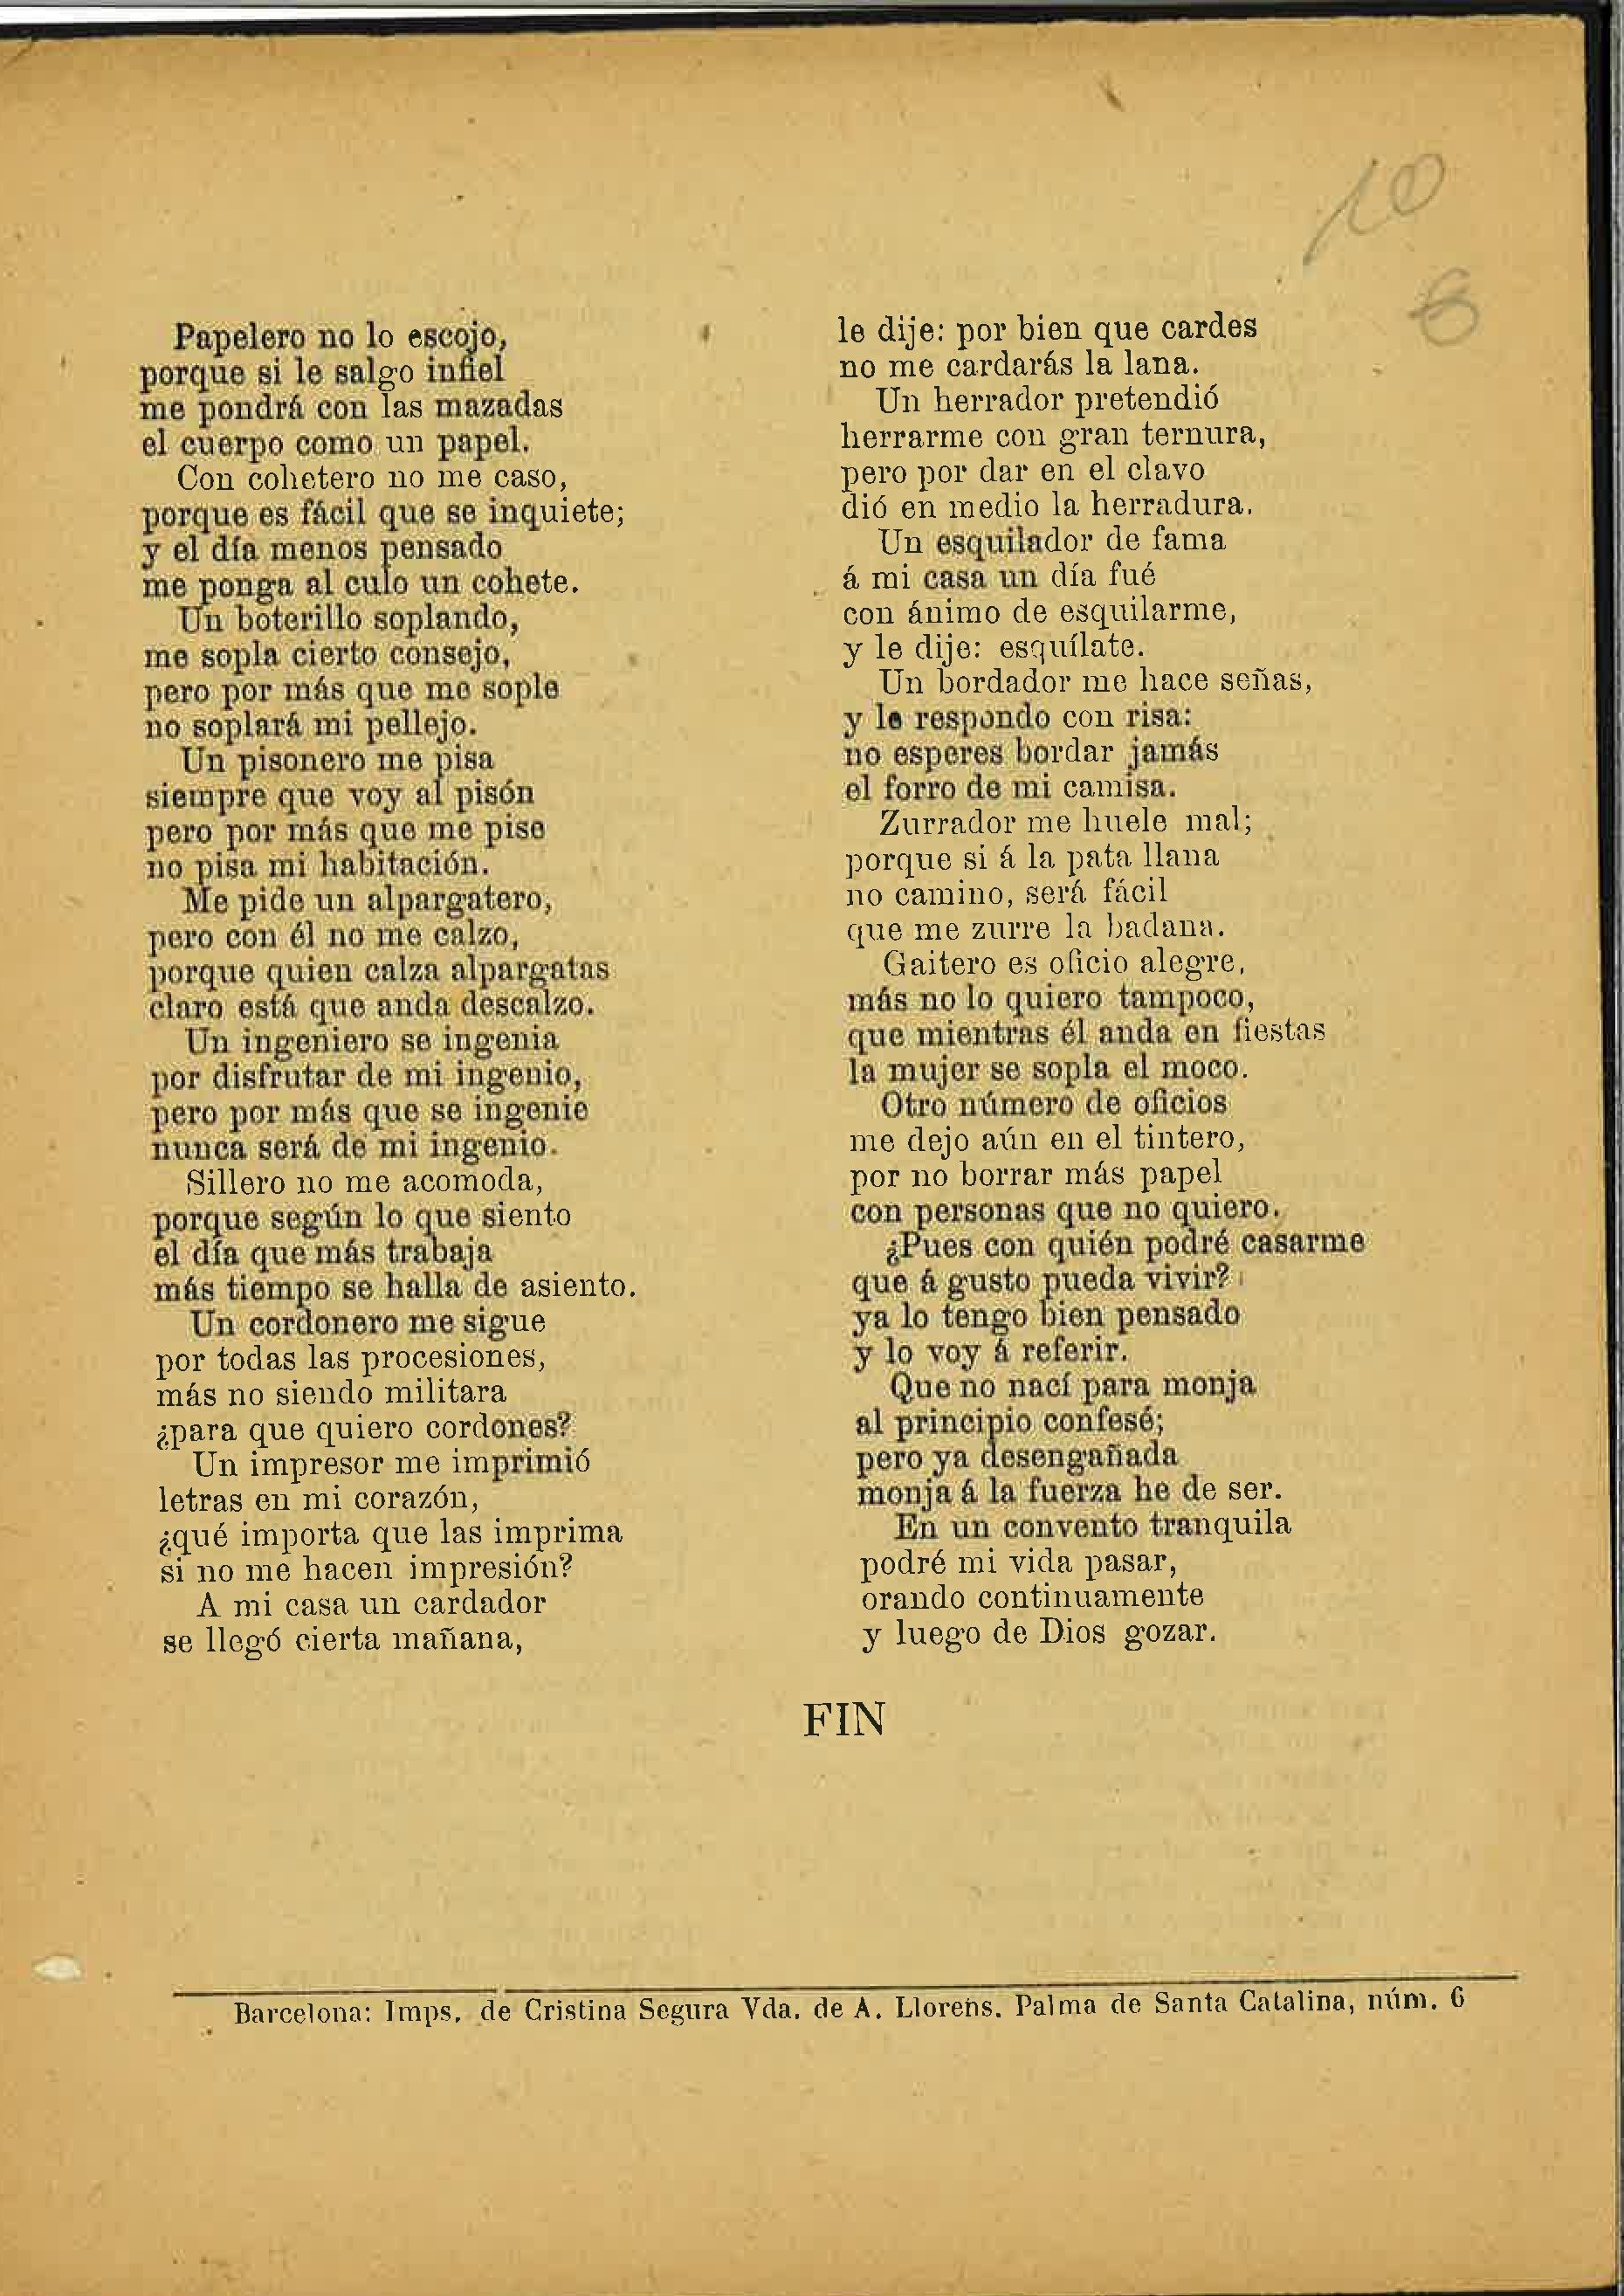 10
6
Papelero no lo escojo,
porque si le salgo infiel
me pondrá con las mazadas
el cuerpo como un papel.
Con cohetero no me caso,
porque es fácil que se inquiete;
y el día menos pensado
me ponga al culo un cohete.
Un boterillo soplando,
me sopla cierto consejo,
pero por más que me sople
no soplará mi pellejo.
Un pisonero me pisa
siempre que voy al pisón
pero por más que me pise
no pisa mi habitación.
Me pide un alpargatero,
pero con él no me calzo,
porque quien calza alpargatas
claro está que anda descalzo.
Un ingeniero se ingenia
por disfrutar de mi ingenio,
pero por más que se ingenie
nunca será de mi ingenio.
Sillero no me acomoda,
porque según lo que siento
el día que más trabaja
más tiempo se halla de asiento.
Un cordonero me sigue
por todas las procesiones,
más no siendo militara
¿para que quiero cordones?
Un impresor me imprimió
letras en mi corazón,
¿qué importa que las imprima
si no me hacen impresión?
A mi casa un cardador
se llegó cierta mañana,
le dije: por bien que cardes
no me cardarás la lana.
Un herrador pretendió
herrarme con gran ternura,
pero por dar en el clavo
dió en medio la herradura.
Un esquilador de fama
á mi casa un día fué
con ánimo de esquilarme,
y le dije: esquílate.
Un bordador me hace señas,
y le respondo con risa:
no esperes bordar jamás
el forro de mi camisa.
Zurrador me huele mal;
porque si á la pata llana
no camino, será fácil
que me zurre la badana.
Gaitero es oficio alegre,
más no lo quiero tampoco,
que mientras él anda en fiestas
la mujer se sopla el moco.
Otro número de oficios
me dejo aún en el tintero,
por no borrar más papel
con personas que no quiero.
¿Pues con quién podré casarme
que á gusto pueda vivir?
ya lo tengo bien pensado
y lo voy á referir.
Que no nací para monja
al principio confesé;
pero ya desengañada
monja á la fuerza he de ser.
En un convento tranquila
podré mi vida pasar,
orando continuamente
y luego de Dios gozar.
FIN
Barcelona: Imps. de Cristina Segura Vda. de A. Llorens. Palma de Santa Catalina, núm. 6